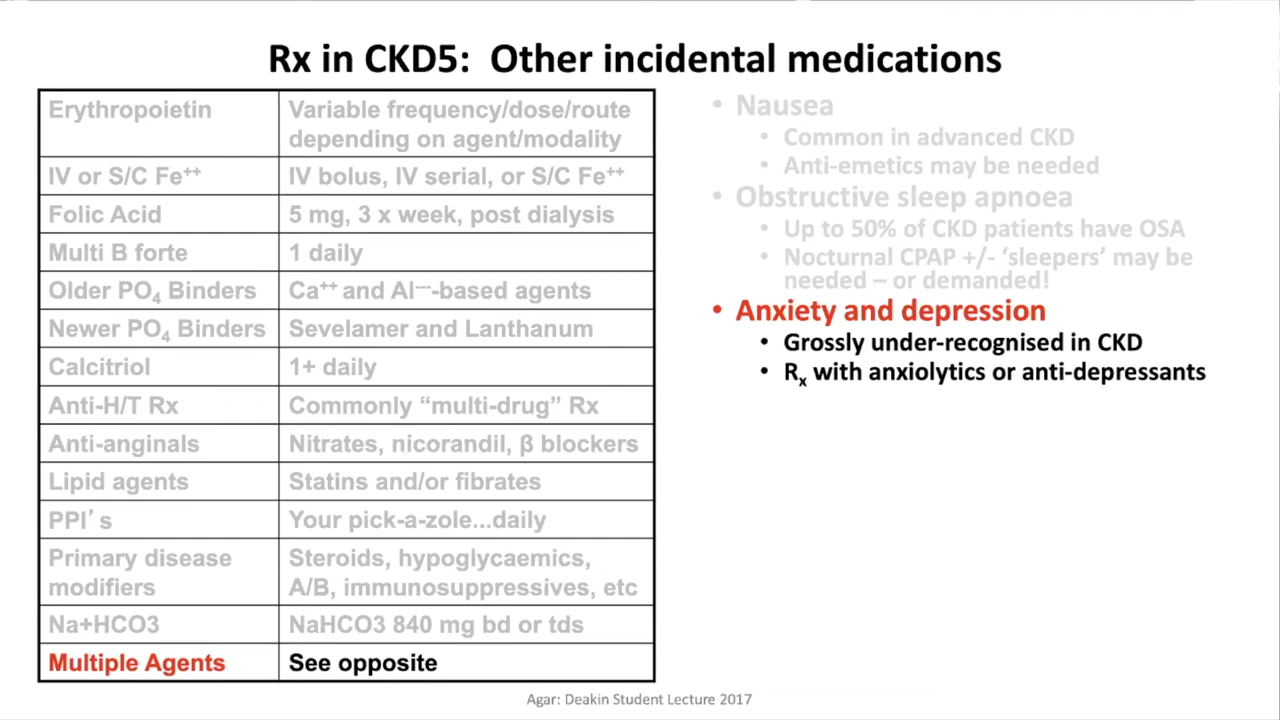 Rx in CKD5: Other incidental medications
Erythropoietin
Variable frequency/dose/route
depending on agent/modality
IV or S/C Fe⁺⁺
IV bolus, IV serial, or S/C Fe⁺⁺
Folic Acid
5 mg, 3 x week, post dialysis
Multi B forte
1 daily
Older PO₄ Binders
Ca⁺⁺ and Al⁻⁻⁻-based agents
Newer PO₄ Binders
Sevelamer and Lanthanum
Calcitriol
1+ daily
Anti-H/T Rx
Commonly “multi-drug” Rx
Anti-anginals
Nitrates, nicorandil, β blockers
Lipid agents
Statins and/or fibrates
PPI’s
Your pick-a-zole...daily
Primary disease
modifiers
Steroids, hypoglycaemics,
A/B, immunosuppressives, etc
Na+HCO3
NaHCO3 840 mg bd or tds
Multiple Agents
See opposite
• Nausea
• Common in advanced CKD
• Anti-emetics may be needed
• Obstructive sleep apnoea
• Up to 50% of CKD patients have OSA
• Nocturnal CPAP +/- ‘sleepers’ may be
needed – or demanded!
• Anxiety and depression
• Grossly under-recognised in CKD
• Rₓ with anxiolytics or anti-depressants
Agar: Deakin Student Lecture 2017